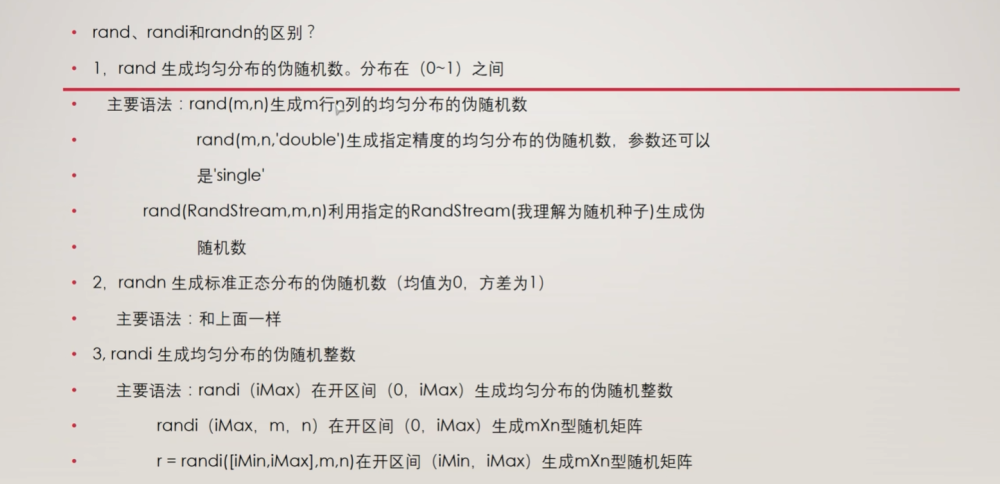 rand、randi和randn的区别？
1，rand 生成均匀分布的伪随机数。分布在（0~1）之间
主要语法：rand(m,n)生成m行n列的均匀分布的伪随机数
rand(m,n,'double')生成指定精度的均匀分布的伪随机数，参数还可以
是'single'
rand(RandStream,m,n)利用指定的RandStream(我理解为随机种子)生成伪
随机数
2，randn 生成标准正态分布的伪随机数（均值为0，方差为1）
主要语法：和上面一样
3, randi 生成均匀分布的伪随机整数
主要语法：randi（iMax）在开区间（0，iMax）生成均匀分布的伪随机整数
randi（iMax，m，n）在开区间（0，iMax）生成mXn型随机矩阵
r = randi([iMin,iMax],m,n)在开区间（iMin，iMax）生成mXn型随机矩阵